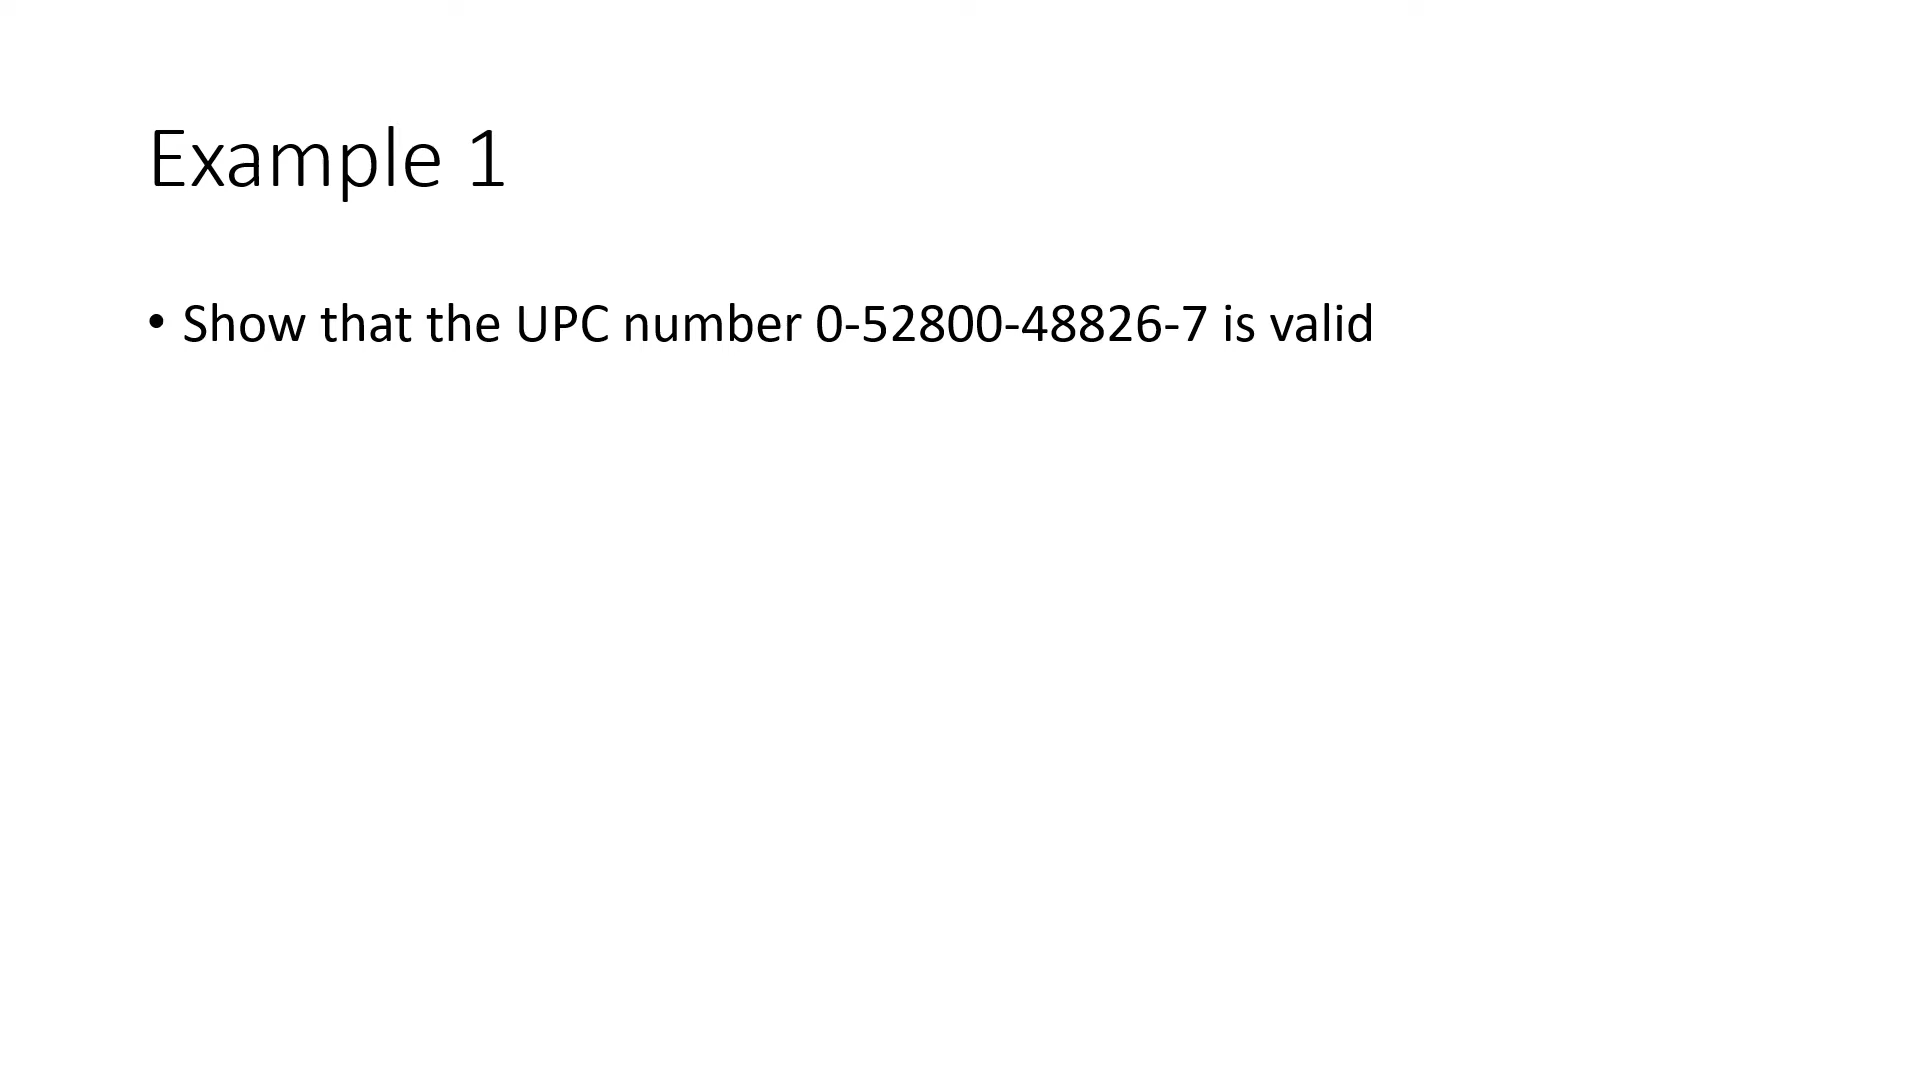 Example 1
• Show that the UPC number 0-52800-48826-7 is valid